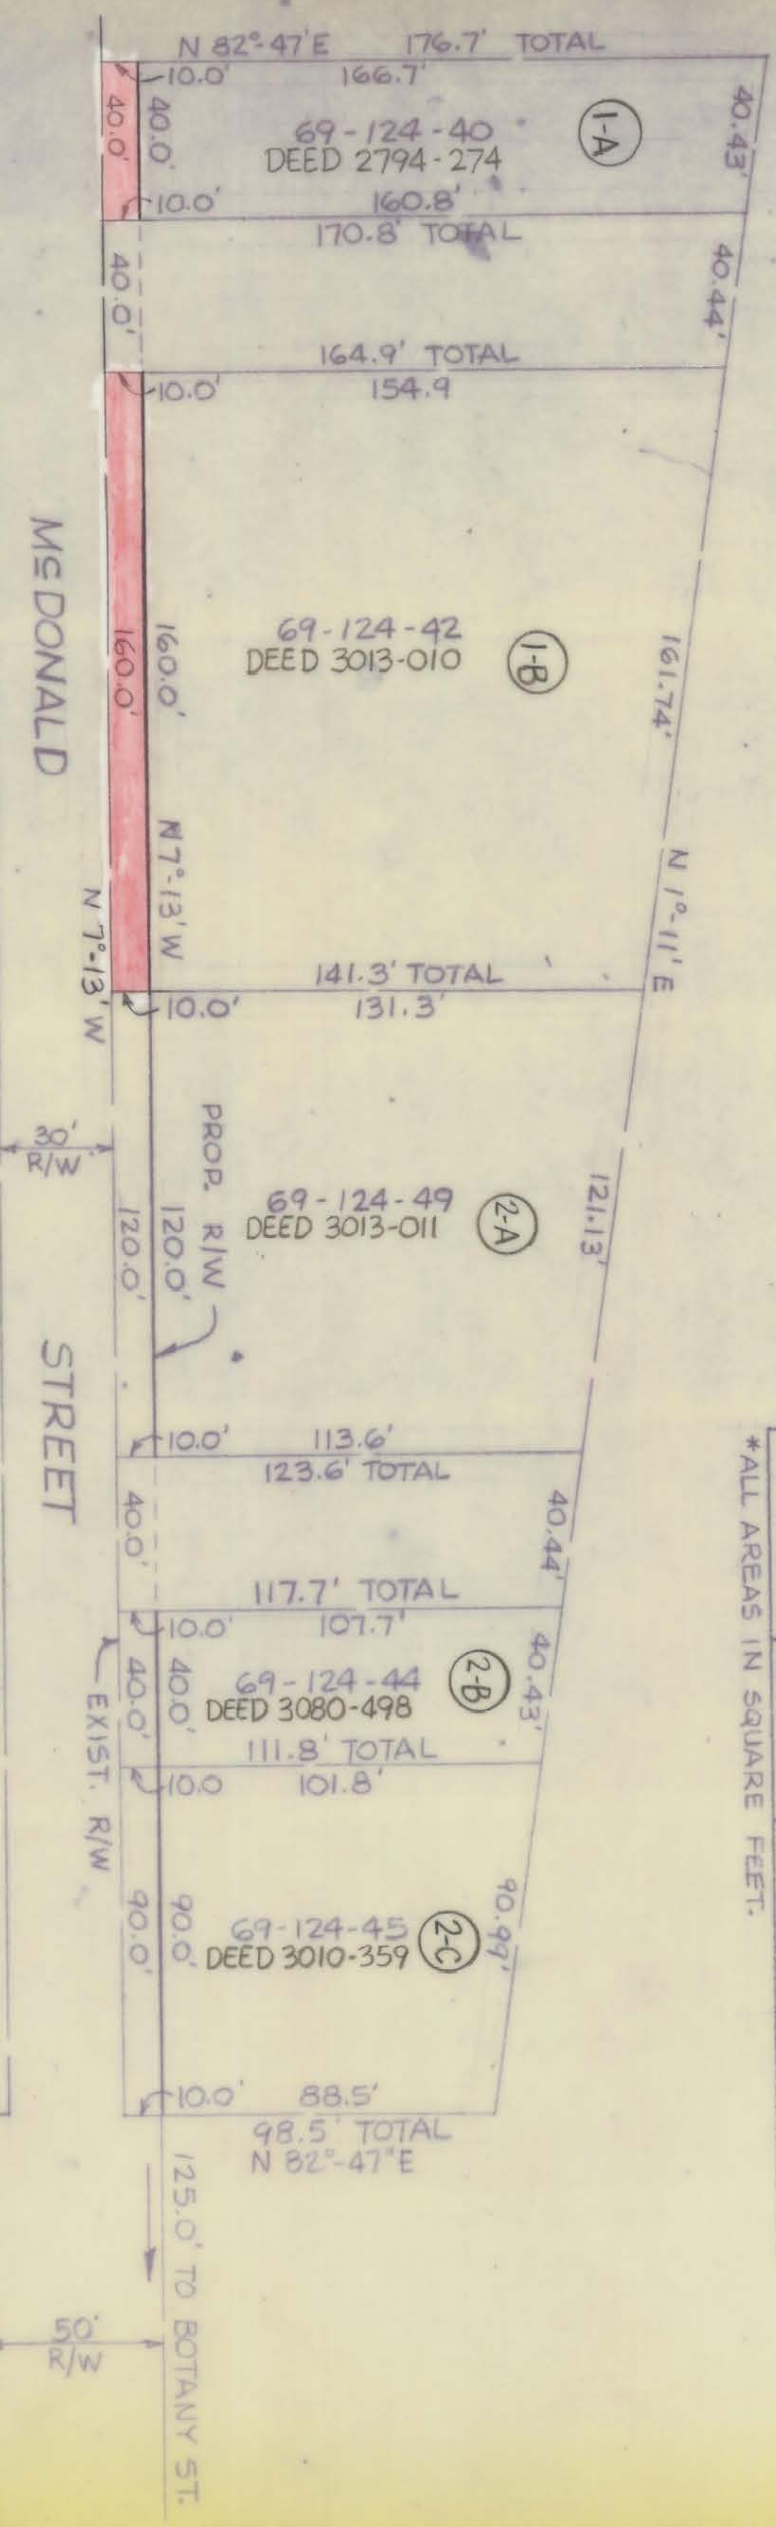 N 82°-47'E 176.7' TOTAL
10.0' 166.7'
40.0'
40.0'
69-124-40
DEED 2794-274
1-A
40.43'
10.0' 160.8'
170.8' TOTAL
40.0'
40.44'
164.9' TOTAL
10.0' 154.9
McDONALD
160.0'
160.0'
69-124-42
DEED 3013-010
1-B
161.74'
N 7°-13' W
N 7°-13' W
N 1°-11' E
141.3' TOTAL
10.0' 131.3'
30'
R/W
PROP. R/W
120.0'
120.0'
69-124-49
DEED 3013-011
2-A
121.13'
STREET
10.0' 113.6'
123.6' TOTAL
*ALL AREAS IN SQUARE FEET.
40.0'
40.44'
117.7' TOTAL
10.0' 107.7'
40.0'
40.0'
69-124-44
DEED 3080-498
2-B
40.43'
EXIST. R/W
111.8' TOTAL
10.0 101.8'
90.0'
90.0'
69-124-45
DEED 3010-359
2-C
90.99'
10.0' 88.5'
98.5' TOTAL
N 82°-47"E
125.0' TO BOTANY ST.
50'
R/W